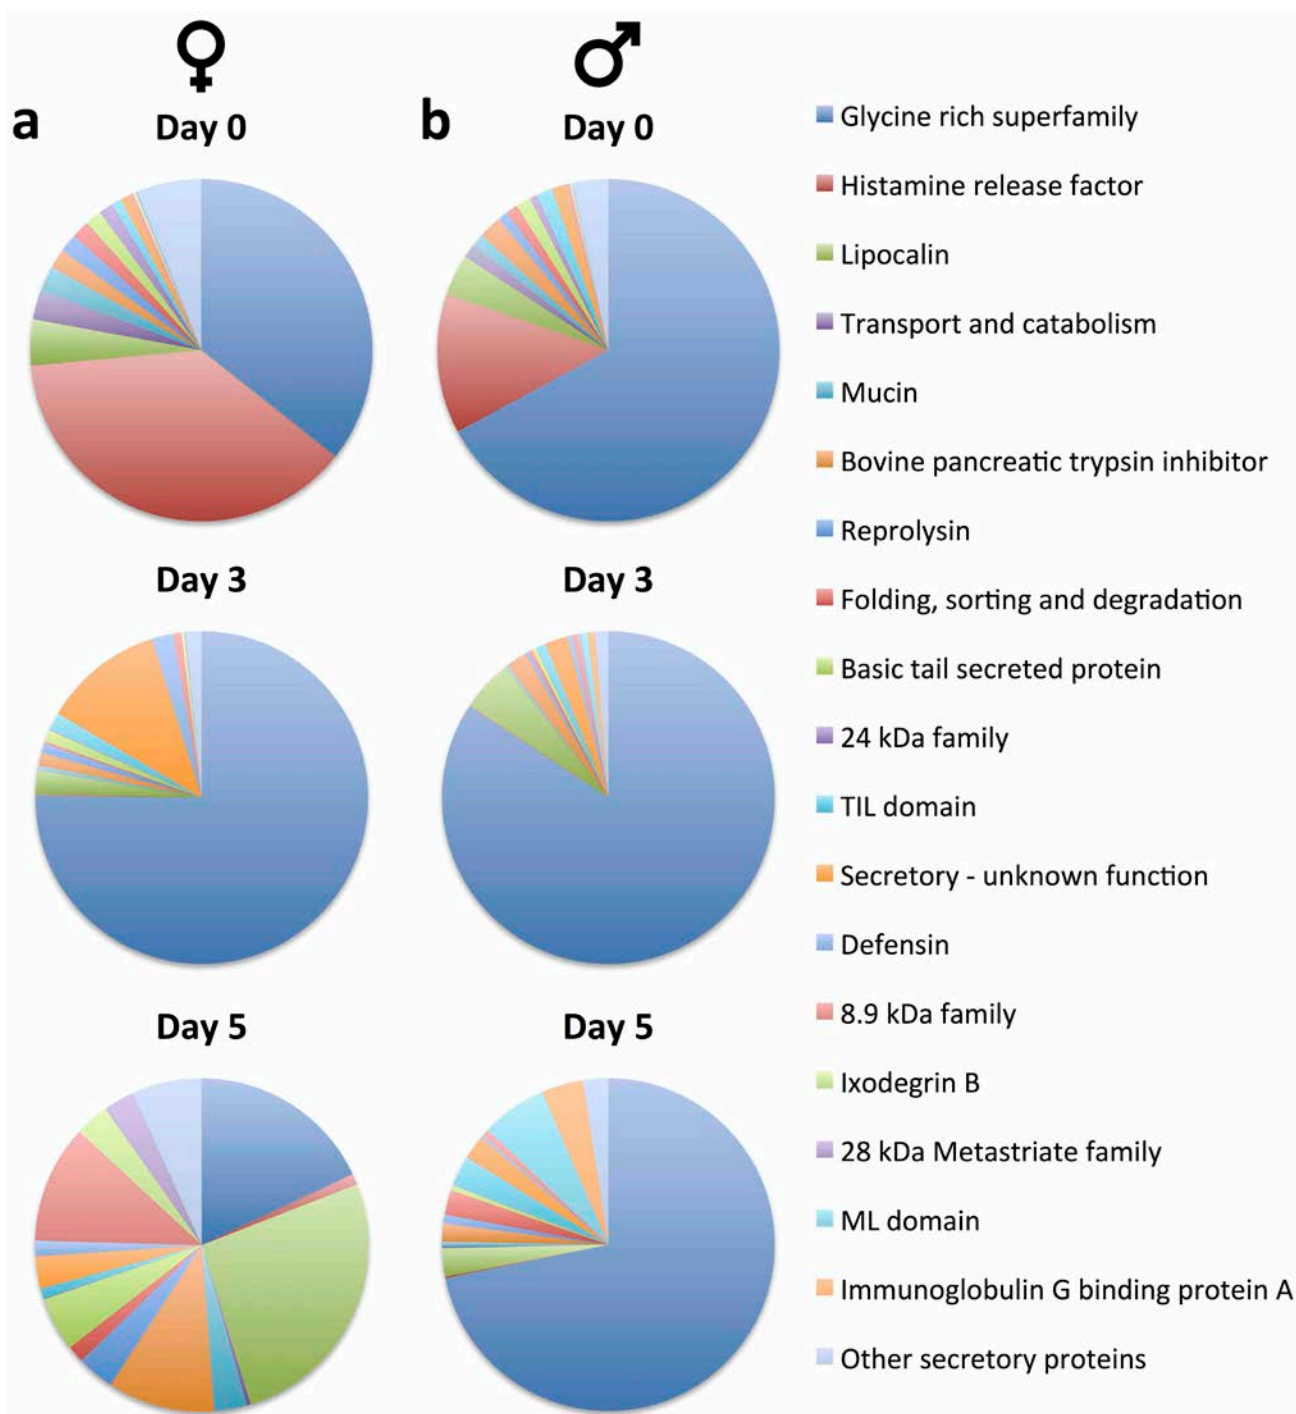 a
Day 0
b
Day 0
Day 3
Day 3
Day 5
Day 5
Glycine rich superfamily
Histamine release factor
Lipocalin
Transport and catabolism
Mucin
Bovine pancreatic trypsin inhibitor
Reprolysin
Folding, sorting and degradation
Basic tail secreted protein
24 kDa family
TIL domain
Secretory - unknown function
Defensin
8.9 kDa family
Ixodegrin B
28 kDa Metastriate family
ML domain
Immunoglobulin G binding protein A
Other secretory proteins